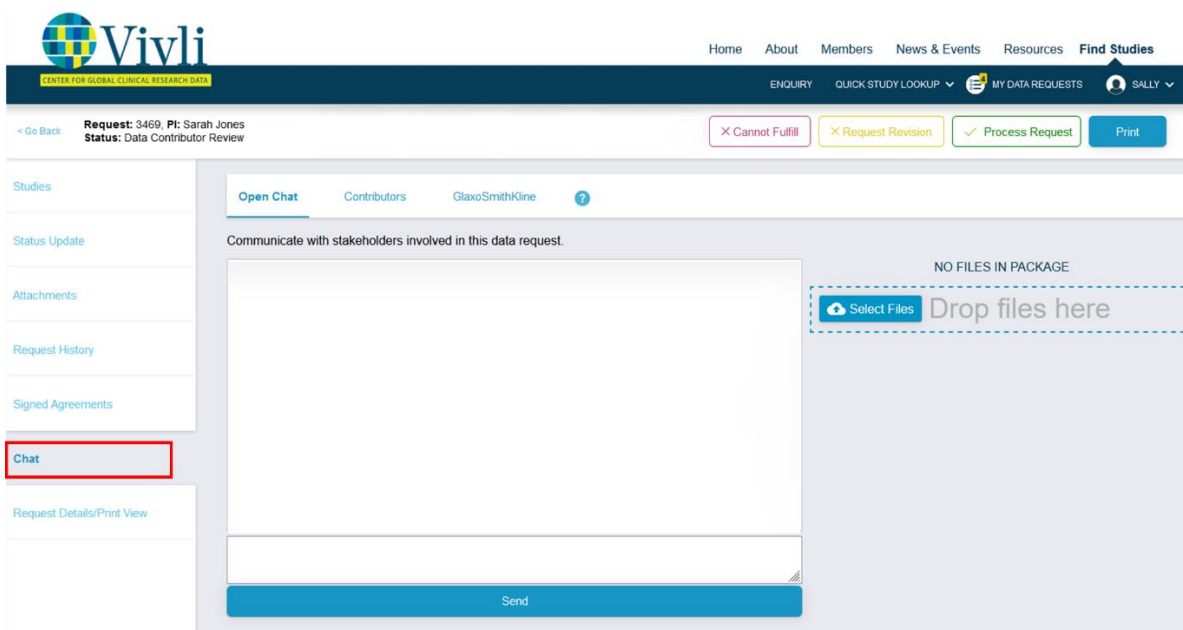 Vivli
CENTER FOR GLOBAL CLINICAL RESEARCH DATA
Home About Members News & Events Resources Find Studies
ENQUIRY QUICK STUDY LOOKUP 4 MY DATA REQUESTS SALLY
< Go Back
Request: 3469, PI: Sarah Jones
Status: Data Contributor Review
Cannot Fulfill Request Revision Process Request Print
Studies
Status Update
Attachments
Request History
Signed Agreements
Chat
Request Details/Print View
Open Chat Contributors GlaxoSmithKline ?
Communicate with stakeholders involved in this data request.
NO FILES IN PACKAGE
Select Files Drop files here
Send